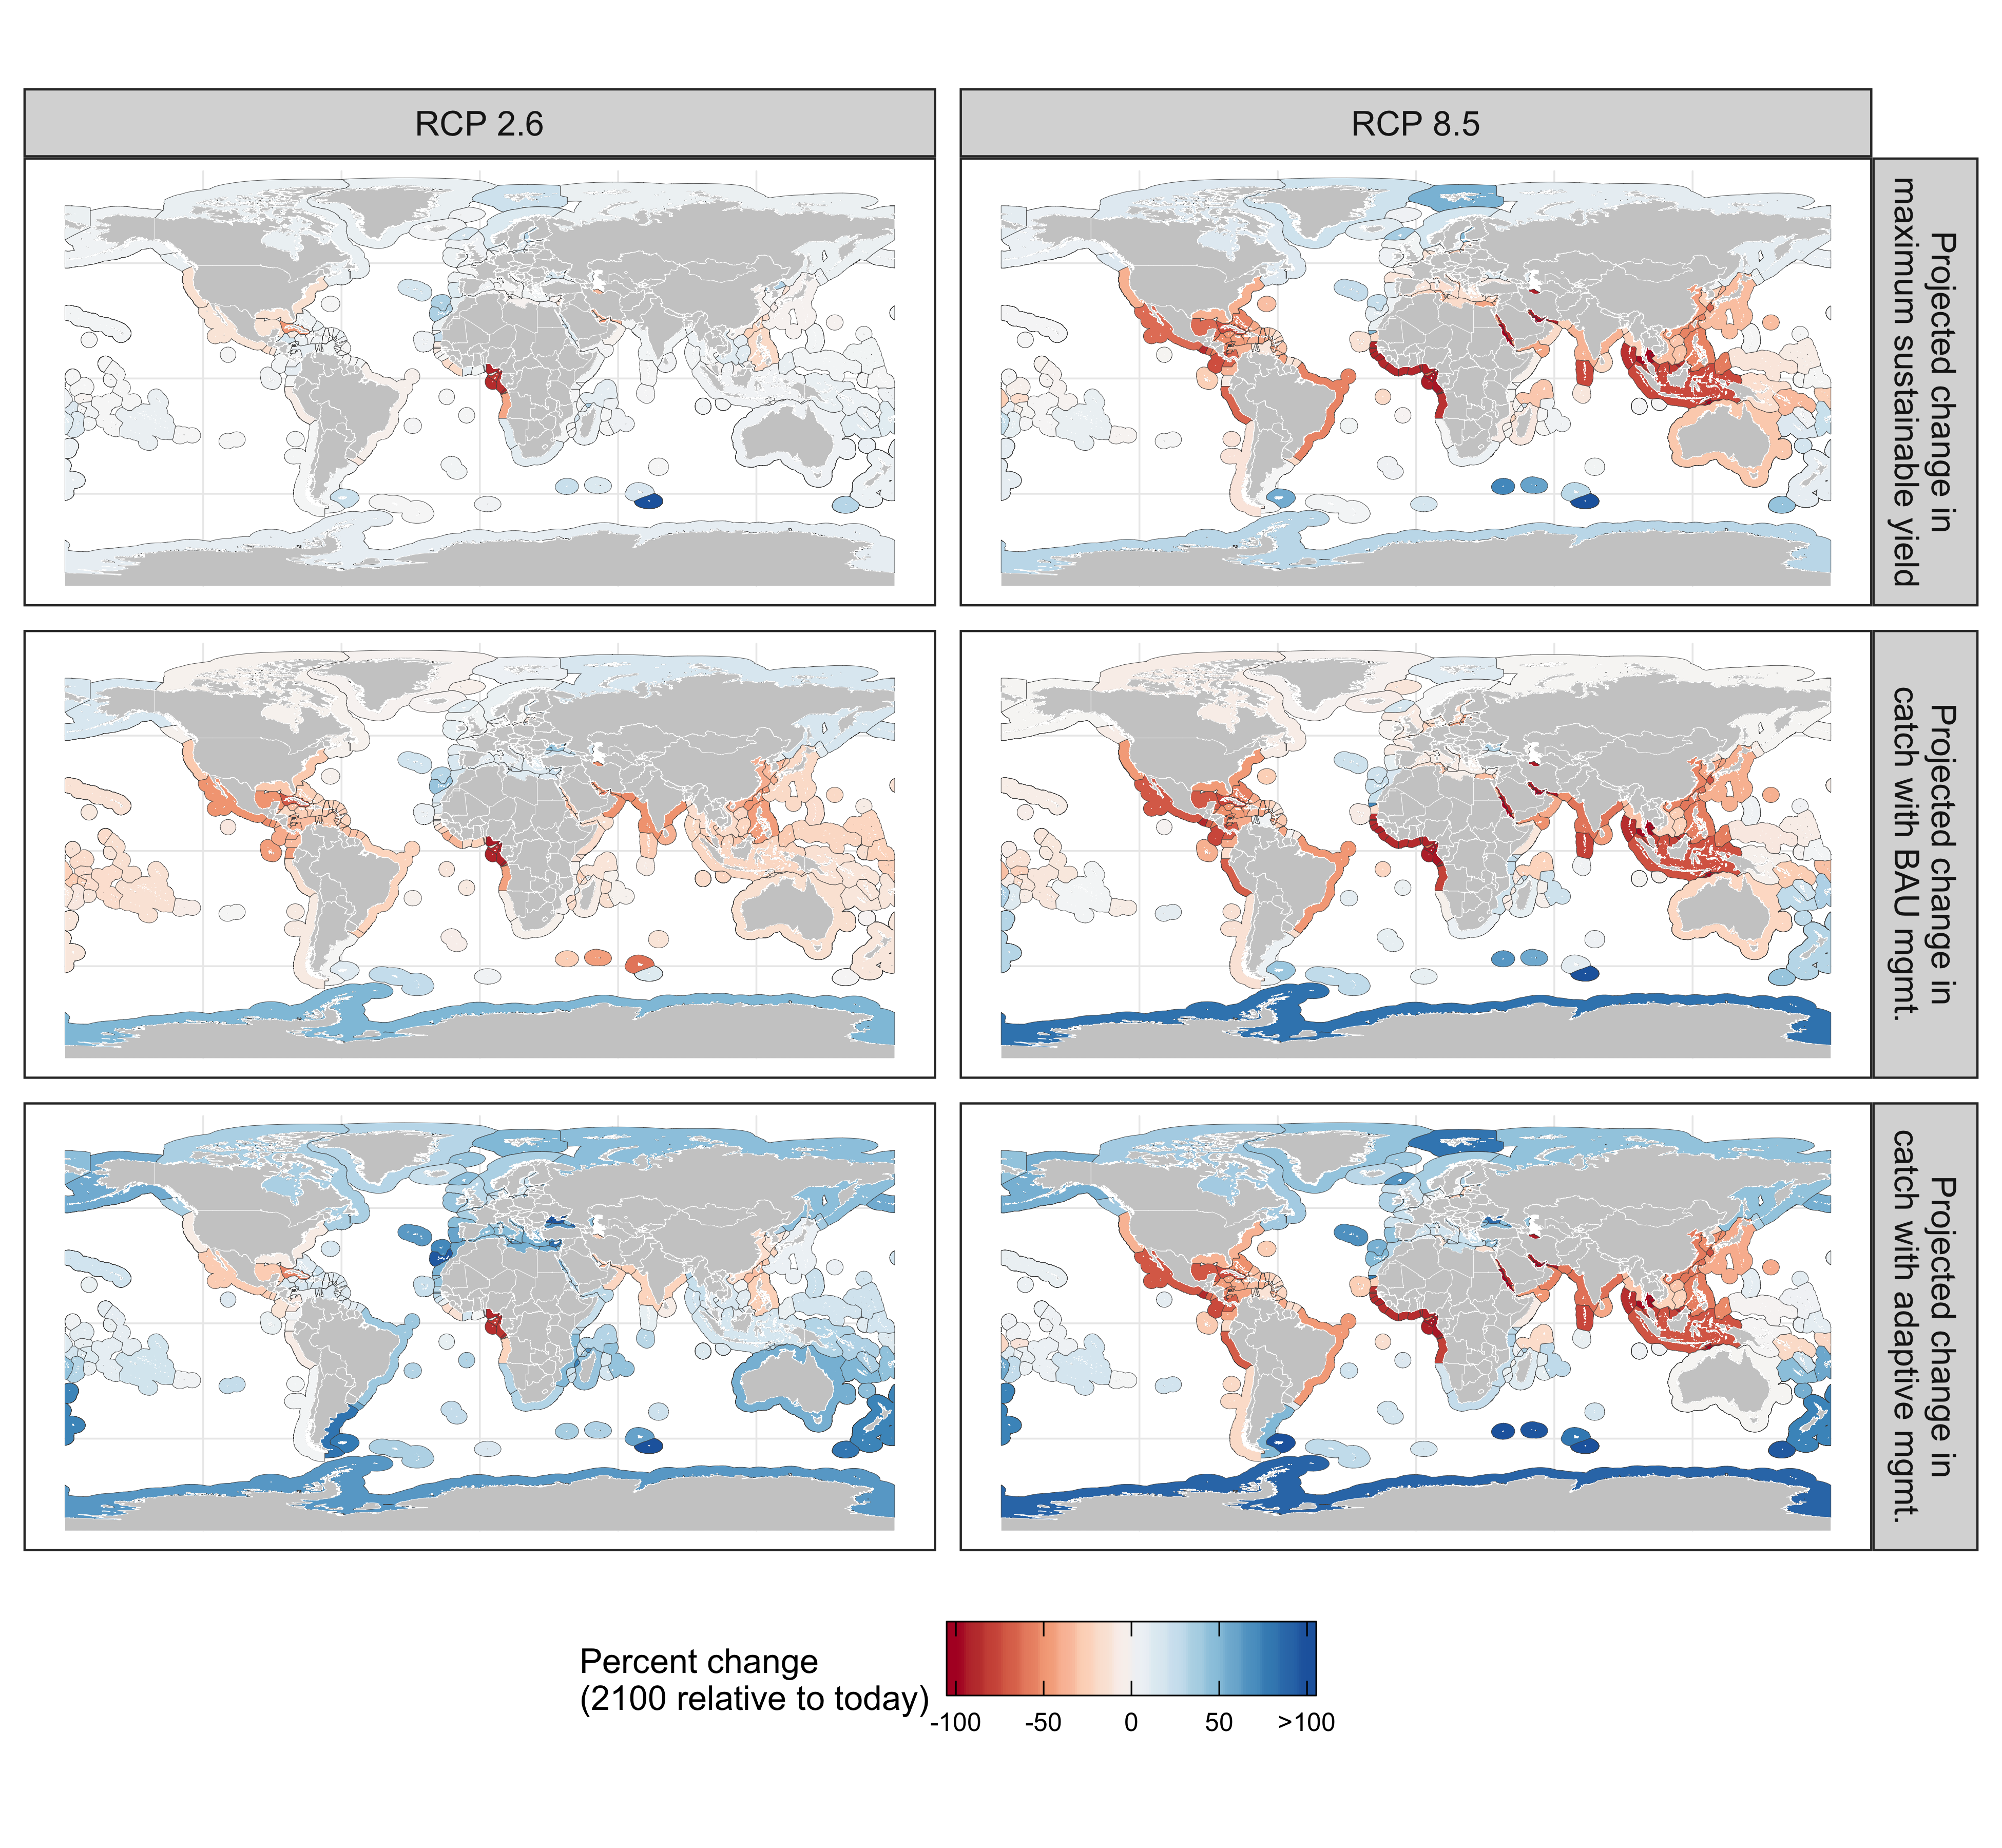 RCP 2.6
RCP 8.5
Projected change in
maximum sustainable yield
Projected change in
catch with BAU mgmt.
Projected change in
catch with adaptive mgmt.
Percent change
(2100 relative to today)
-100
-50
0
50
>100